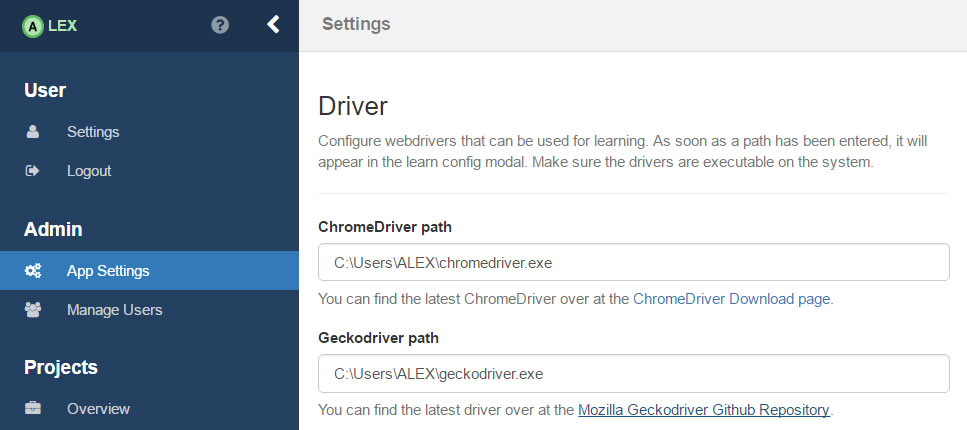 A LEX
Settings
User
Settings
Logout
Admin
App Settings
Manage Users
Projects
Overview
Driver
Configure webdrivers that can be used for learning. As soon as a path has been entered, it will
appear in the learn config modal. Make sure the drivers are executable on the system.
ChromeDriver path
C:\Users\ALEX\chromedriver.exe
You can find the latest ChromeDriver over at the ChromeDriver Download page.
Geckodriver path
C:\Users\ALEX\geckodriver.exe
You can find the latest driver over at the Mozilla Geckodriver Github Repository.